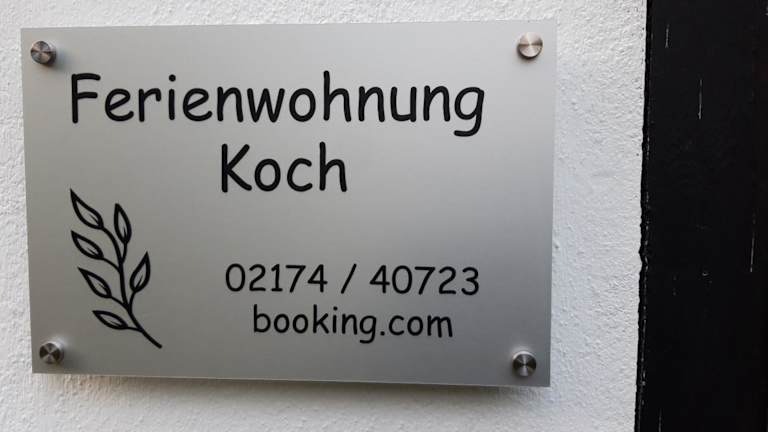 Ferienwohnung
Koch
02174 / 40723
booking.com